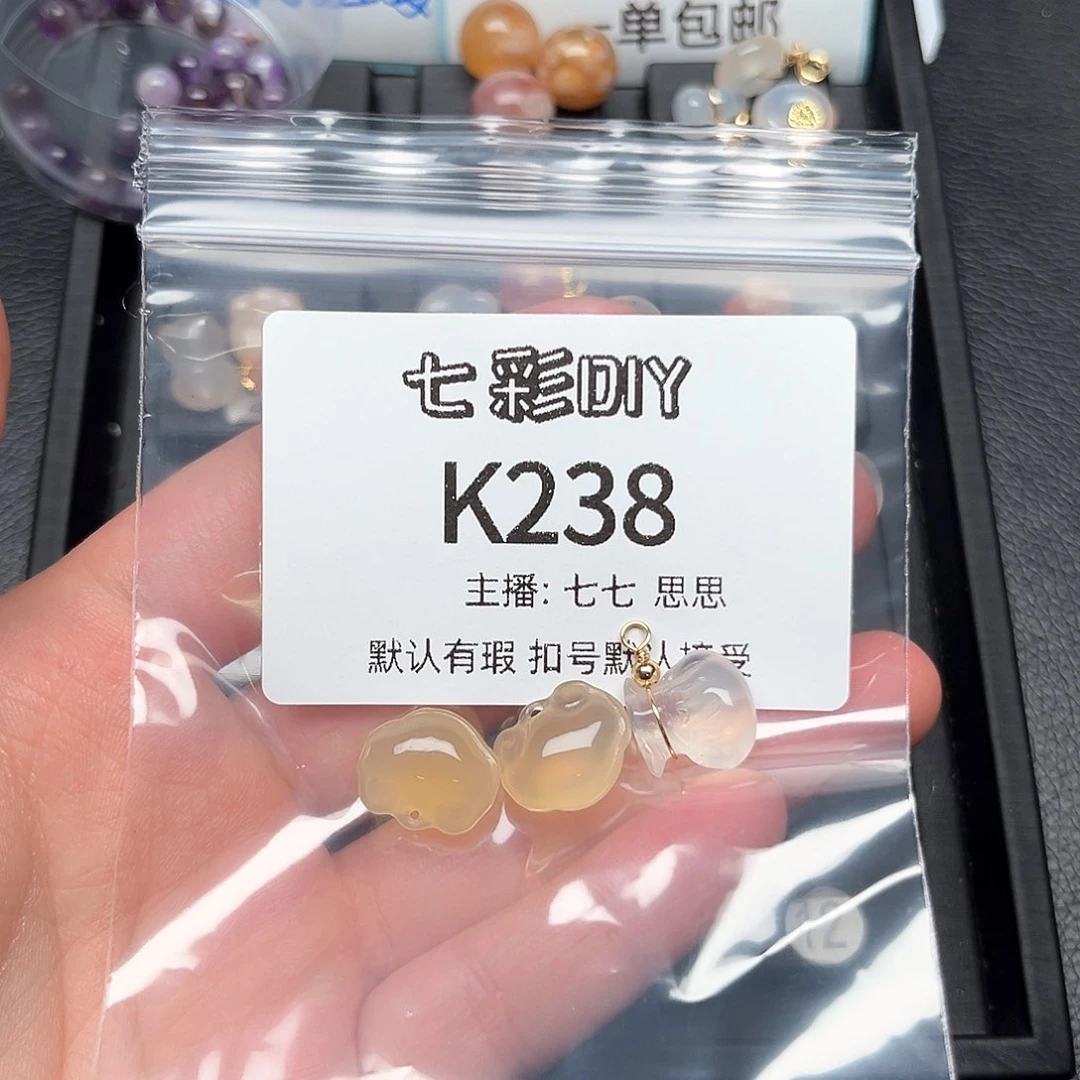 单包邮
七彩DIY
K238
主播: 七七 思思
默认有瑕 扣号默认接受
12